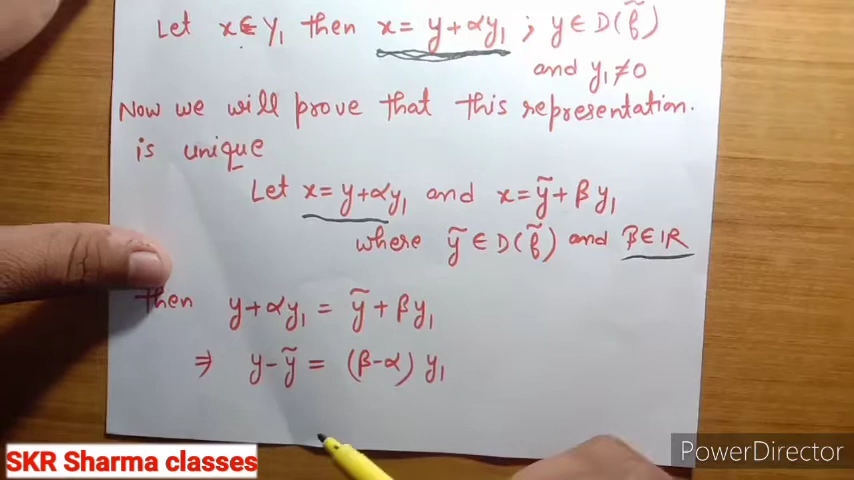 Let x∈ Y₁ then x= y+αy₁ ; y∈ D(f̃)
and y₁≠0
Now we will prove that this representation.
is unique
Let x= y+αy₁ and x= ỹ+βy₁
where ỹ∈D(f̃) and β∈IR
then y+αy₁ = ỹ+βy₁
⇒ y-ỹ = (β-α) y₁
SKR Sharma classes
PowerDirector